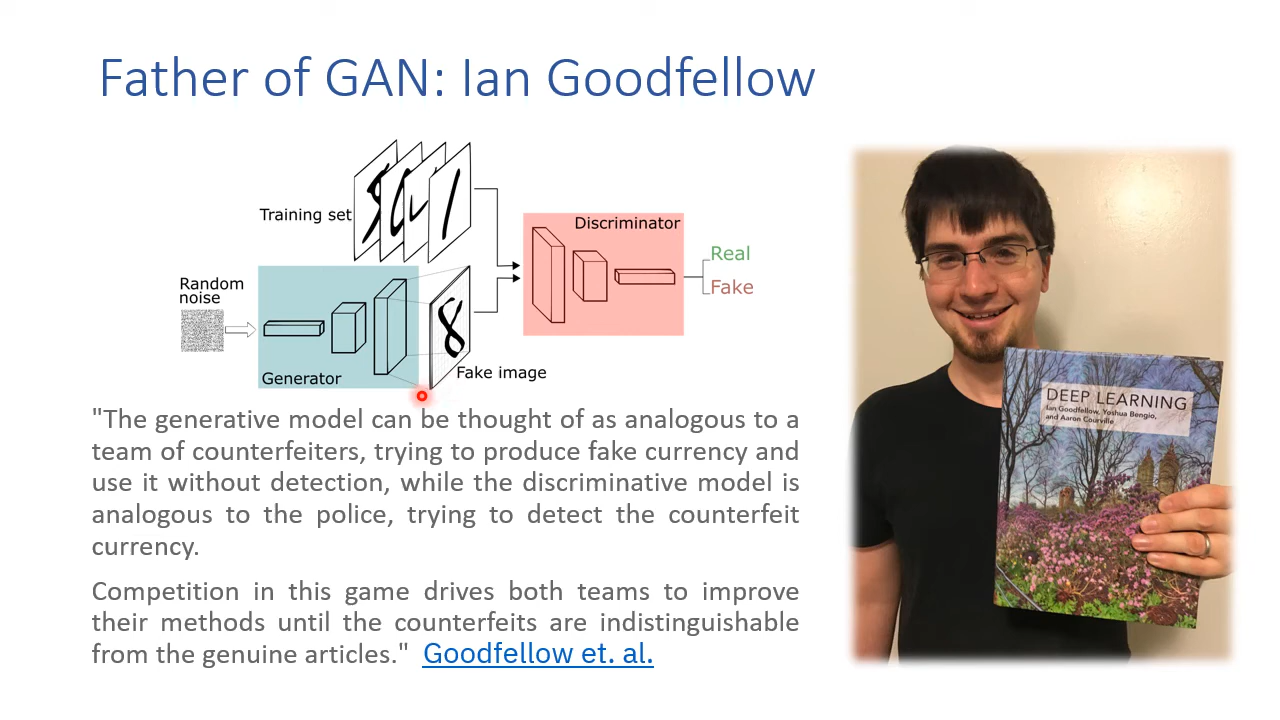 Father of GAN: Ian Goodfellow
Training set
Discriminator
Real
Fake
Random
noise
Generator
Fake image
"The generative model can be thought of as analogous to a
team of counterfeiters, trying to produce fake currency and
use it without detection, while the discriminative model is
analogous to the police, trying to detect the counterfeit
currency.
Competition in this game drives both teams to improve
their methods until the counterfeits are indistinguishable
from the genuine articles." Goodfellow et. al.
DEEP LEARNING
Ian Goodfellow, Yoshua Bengio,
and Aaron Courville
8